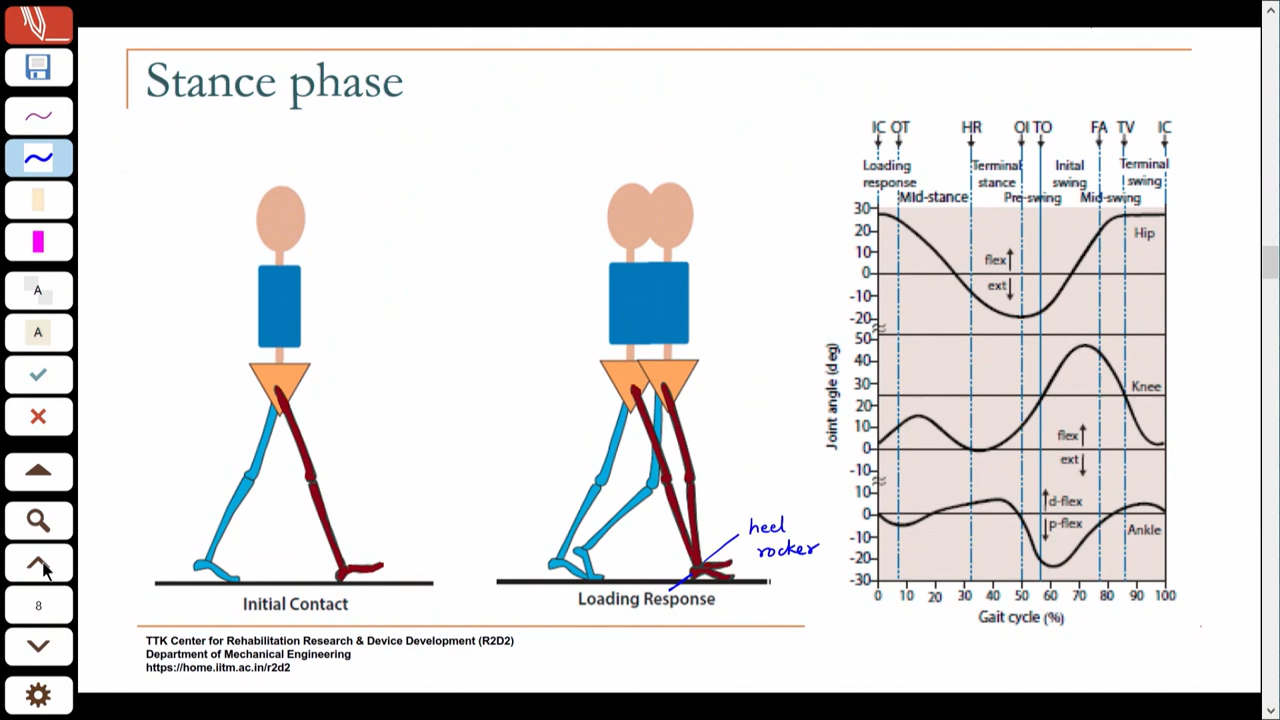 Stance phase
A
A
8
heel
rocker
Initial Contact
Loading Response
TTK Center for Rehabilitation Research & Device Development (R2D2)
Department of Mechanical Engineering
https://home.iitm.ac.in/r2d2
IC OT HR OI TO FA TV IC
Loading Terminal Inital Terminal
response stance swing swing
MId-stance Pre-swing Mid-swing
30
20
10
0
-10
-20
Hip
flex
ext
50
40
30
20
10
0
-10
Knee
flex
ext
10
0
-10
-20
-30
d-flex
p-flex
Ankle
Joint angle (deg)
0 10 20 30 40 50 60 70 80 90 100
Gait cycle (%)